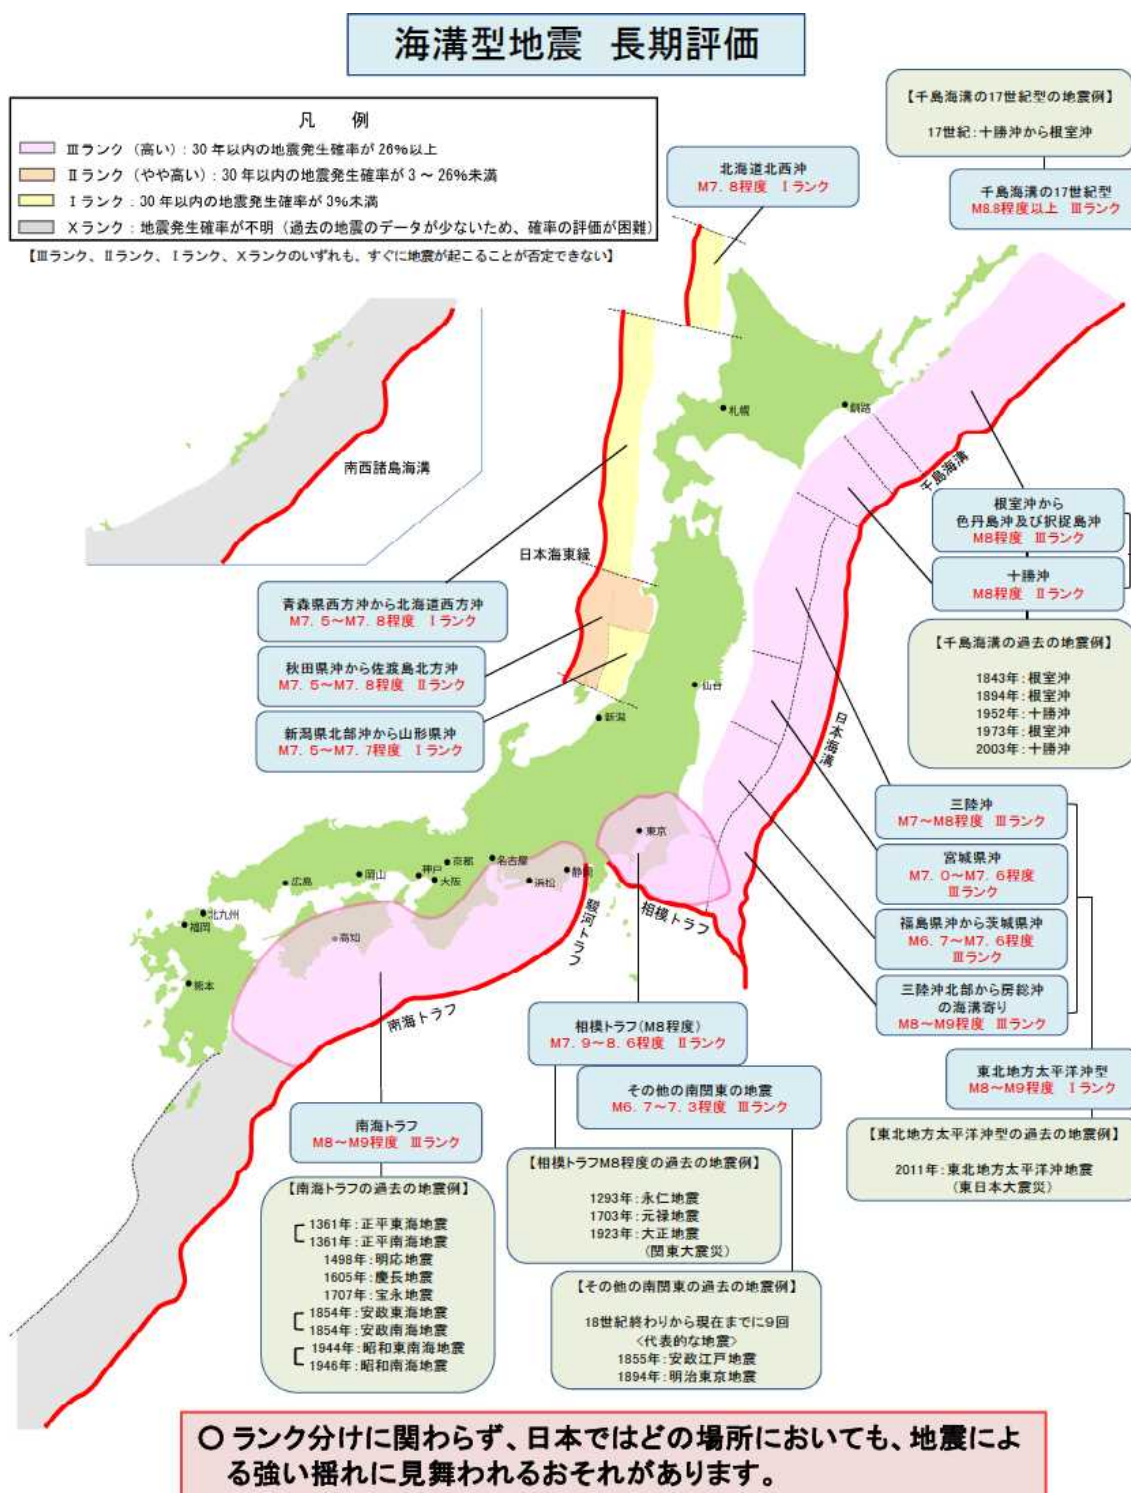 海溝型地震 長期評価
凡 例
Ⅲランク（高い）：30年以内の地震発生確率が26%以上
Ⅱランク（やや高い）：30年以内の地震発生確率が3～26%未満
Ⅰランク：30年以内の地震発生確率が3%未満
Xランク：地震発生確率が不明（過去の地震のデータが少ないため、確率の評価が困難）
【Ⅲランク、Ⅱランク、Ⅰランク、Xランクのいずれも、すぐに地震が起こることが否定できない】
【千島海溝の17世紀型の地震例】
17世紀：十勝沖から根室沖
千島海溝の17世紀型
M8.8程度以上 Ⅲランク
北海道北西沖
M7．8程度 Ⅰランク
南西諸島海溝
札幌
釧路
千島海溝
根室沖から
色丹島沖及び択捉島沖
M8程度 Ⅲランク
十勝沖
M8程度 Ⅱランク
【千島海溝の過去の地震例】
1843年：根室沖
1894年：根室沖
1952年：十勝沖
1973年：根室沖
2003年：十勝沖
日本海東縁
青森県西方沖から北海道西方沖
M7．5～M7．8程度 Ⅰランク
秋田県沖から佐渡島北方沖
M7．5～M7．8程度 Ⅱランク
新潟県北部沖から山形県沖
M7．5～M7．7程度 Ⅰランク
仙台
新潟
日本海溝
三陸沖
M7～M8程度 Ⅲランク
宮城県沖
M7．0～M7．6程度
Ⅲランク
福島県沖から茨城県沖
M6．7～M7．6程度
Ⅲランク
三陸沖北部から房総沖
の海溝寄り
M8～M9程度 Ⅲランク
東北地方太平洋沖型
M8～M9程度 Ⅰランク
【東北地方太平洋沖型の過去の地震例】
2011年：東北地方太平洋沖地震
（東日本大震災）
東京
名古屋
京都
神戸
大阪
岡山
広島
浜松
静岡
北九州
福岡
高知
熊本
駿河トラフ
相模トラフ
南海トラフ
相模トラフ（M8程度）
M7．9～8．6程度 Ⅱランク
その他の南関東の地震
M6．7～7．3程度 Ⅲランク
南海トラフ
M8～M9程度 Ⅲランク
【相模トラフM8程度の過去の地震例】
1293年：永仁地震
1703年：元禄地震
1923年：大正地震
（関東大震災）
【南海トラフの過去の地震例】
1361年：正平東海地震
1361年：正平南海地震
1498年：明応地震
1605年：慶長地震
1707年：宝永地震
1854年：安政東海地震
1854年：安政南海地震
1944年：昭和東南海地震
1946年：昭和南海地震
【その他の南関東の過去の地震例】
18世紀終わりから現在までに9回
＜代表的な地震＞
1855年：安政江戸地震
1894年：明治東京地震
○ ランク分けに関わらず、日本ではどの場所においても、地震によ
る強い揺れに見舞われるおそれがあります。